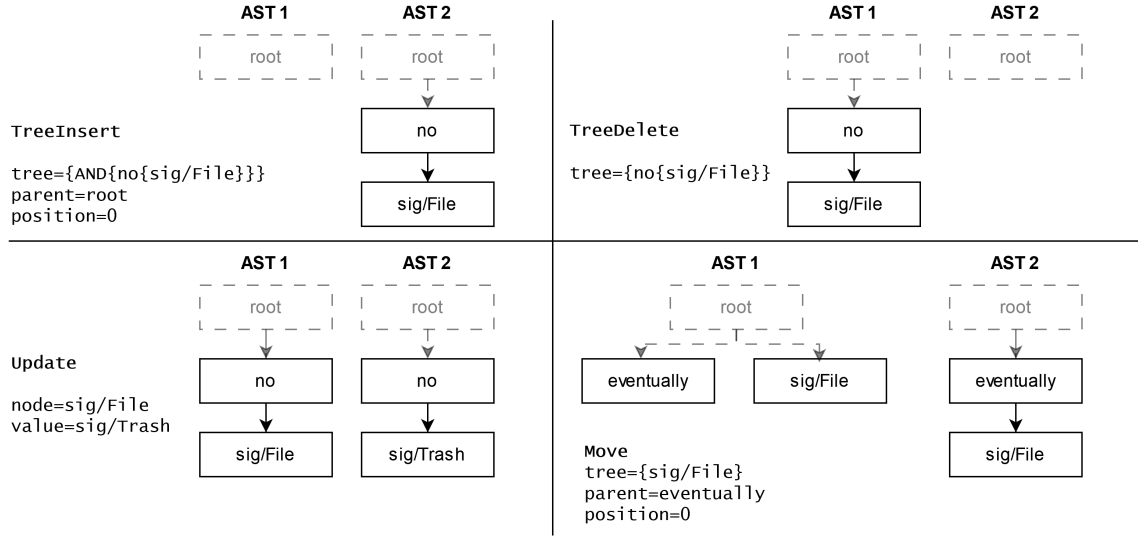 AST 1
AST 2
root
root
no
sig/File
TreeInsert
tree={AND{no{sig/File}}}
parent=root
position=0
AST 1
AST 2
root
root
no
sig/File
TreeDelete
tree={no{sig/File}}
AST 1
AST 2
root
root
no
no
sig/File
sig/Trash
Update
node=sig/File
value=sig/Trash
AST 1
AST 2
root
root
eventually
sig/File
eventually
sig/File
Move
tree={sig/File}
parent=eventually
position=0